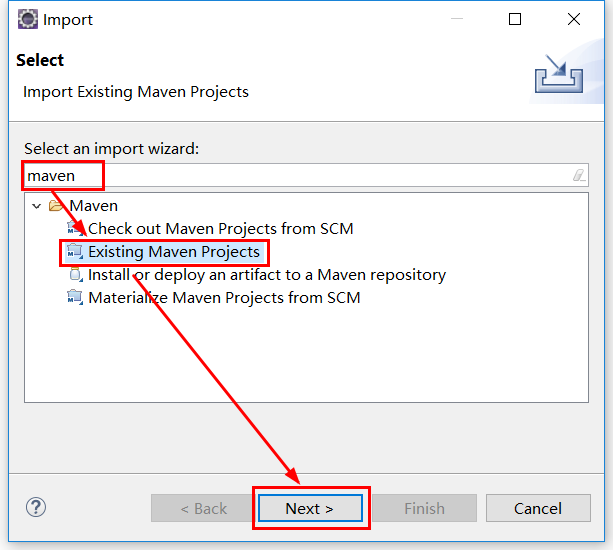 Import
Select
Import Existing Maven Projects
Select an import wizard:
maven
Maven
Check out Maven Projects from SCM
Existing Maven Projects
Install or deploy an artifact to a Maven repository
Materialize Maven Projects from SCM
? < Back Next > Finish Cancel